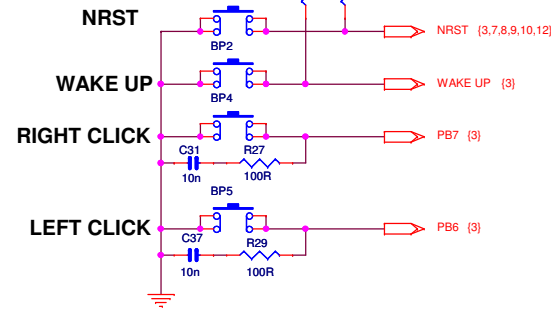 NRST
NRST {3,7,8,9,10,12}
BP2
WAKE UP
WAKE UP {3}
BP4
RIGHT CLICK
PB7 {3}
C31
R27
10n
100R
BP5
LEFT CLICK
PB6 {3}
C37
R29
10n
100R